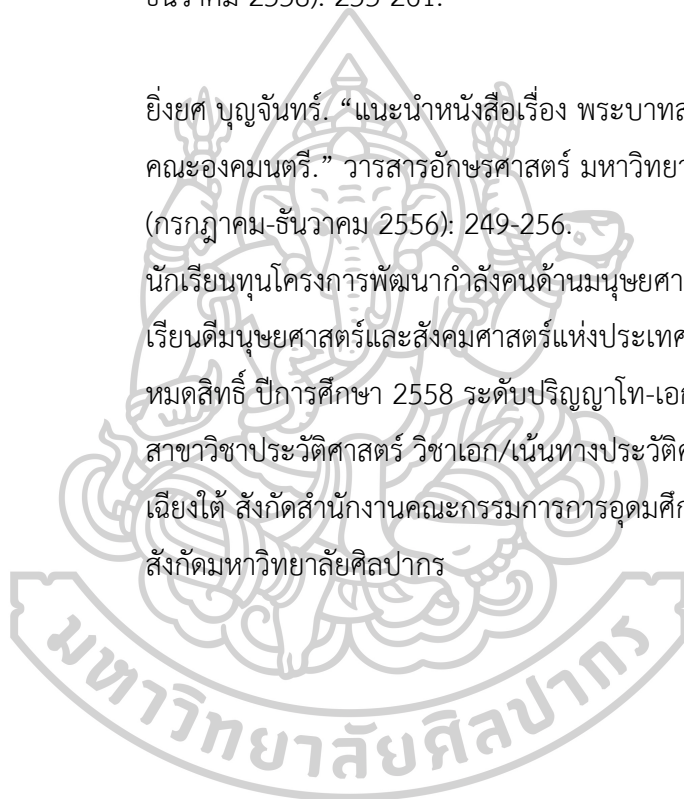 ธันวาคม 2558): 255-261.
ยิ่งยศ บุญจันทร์. “แนะนำหนังสือเรื่อง พระบาทส
คณะองคมนตรี.” วารสารอักษรศาสตร์ มหาวิทยา
(กรกฎาคม-ธันวาคม 2556): 249-256.
นักเรียนทุนโครงการพัฒนากำลังคนด้านมนุษยศา
เรียนดีมนุษยศาสตร์และสังคมศาสตร์แห่งประเทศ
หมดสิทธิ์ ปีการศึกษา 2558 ระดับปริญญาโท-เอก
สาขาวิชาประวัติศาสตร์ วิชาเอก/เน้นทางประวัติศ
เฉียงใต้ สังกัดสำนักงานคณะกรรมการการอุดมศึก
สังกัดมหาวิทยาลัยศิลปากร
มหาวิทยาลัยศิลปากร